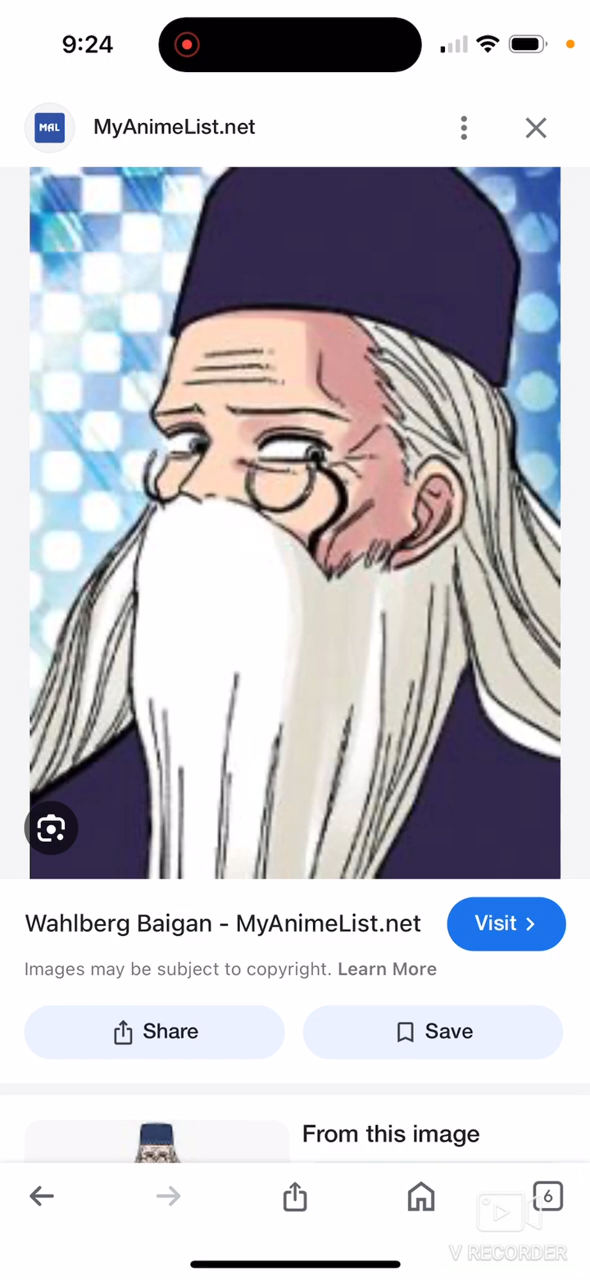 9:24
MAL
MyAnimeList.net
Wahlberg Baigan - MyAnimeList.net
Visit
Images may be subject to copyright. Learn More
Share
Save
From this image
6
V RECORDER